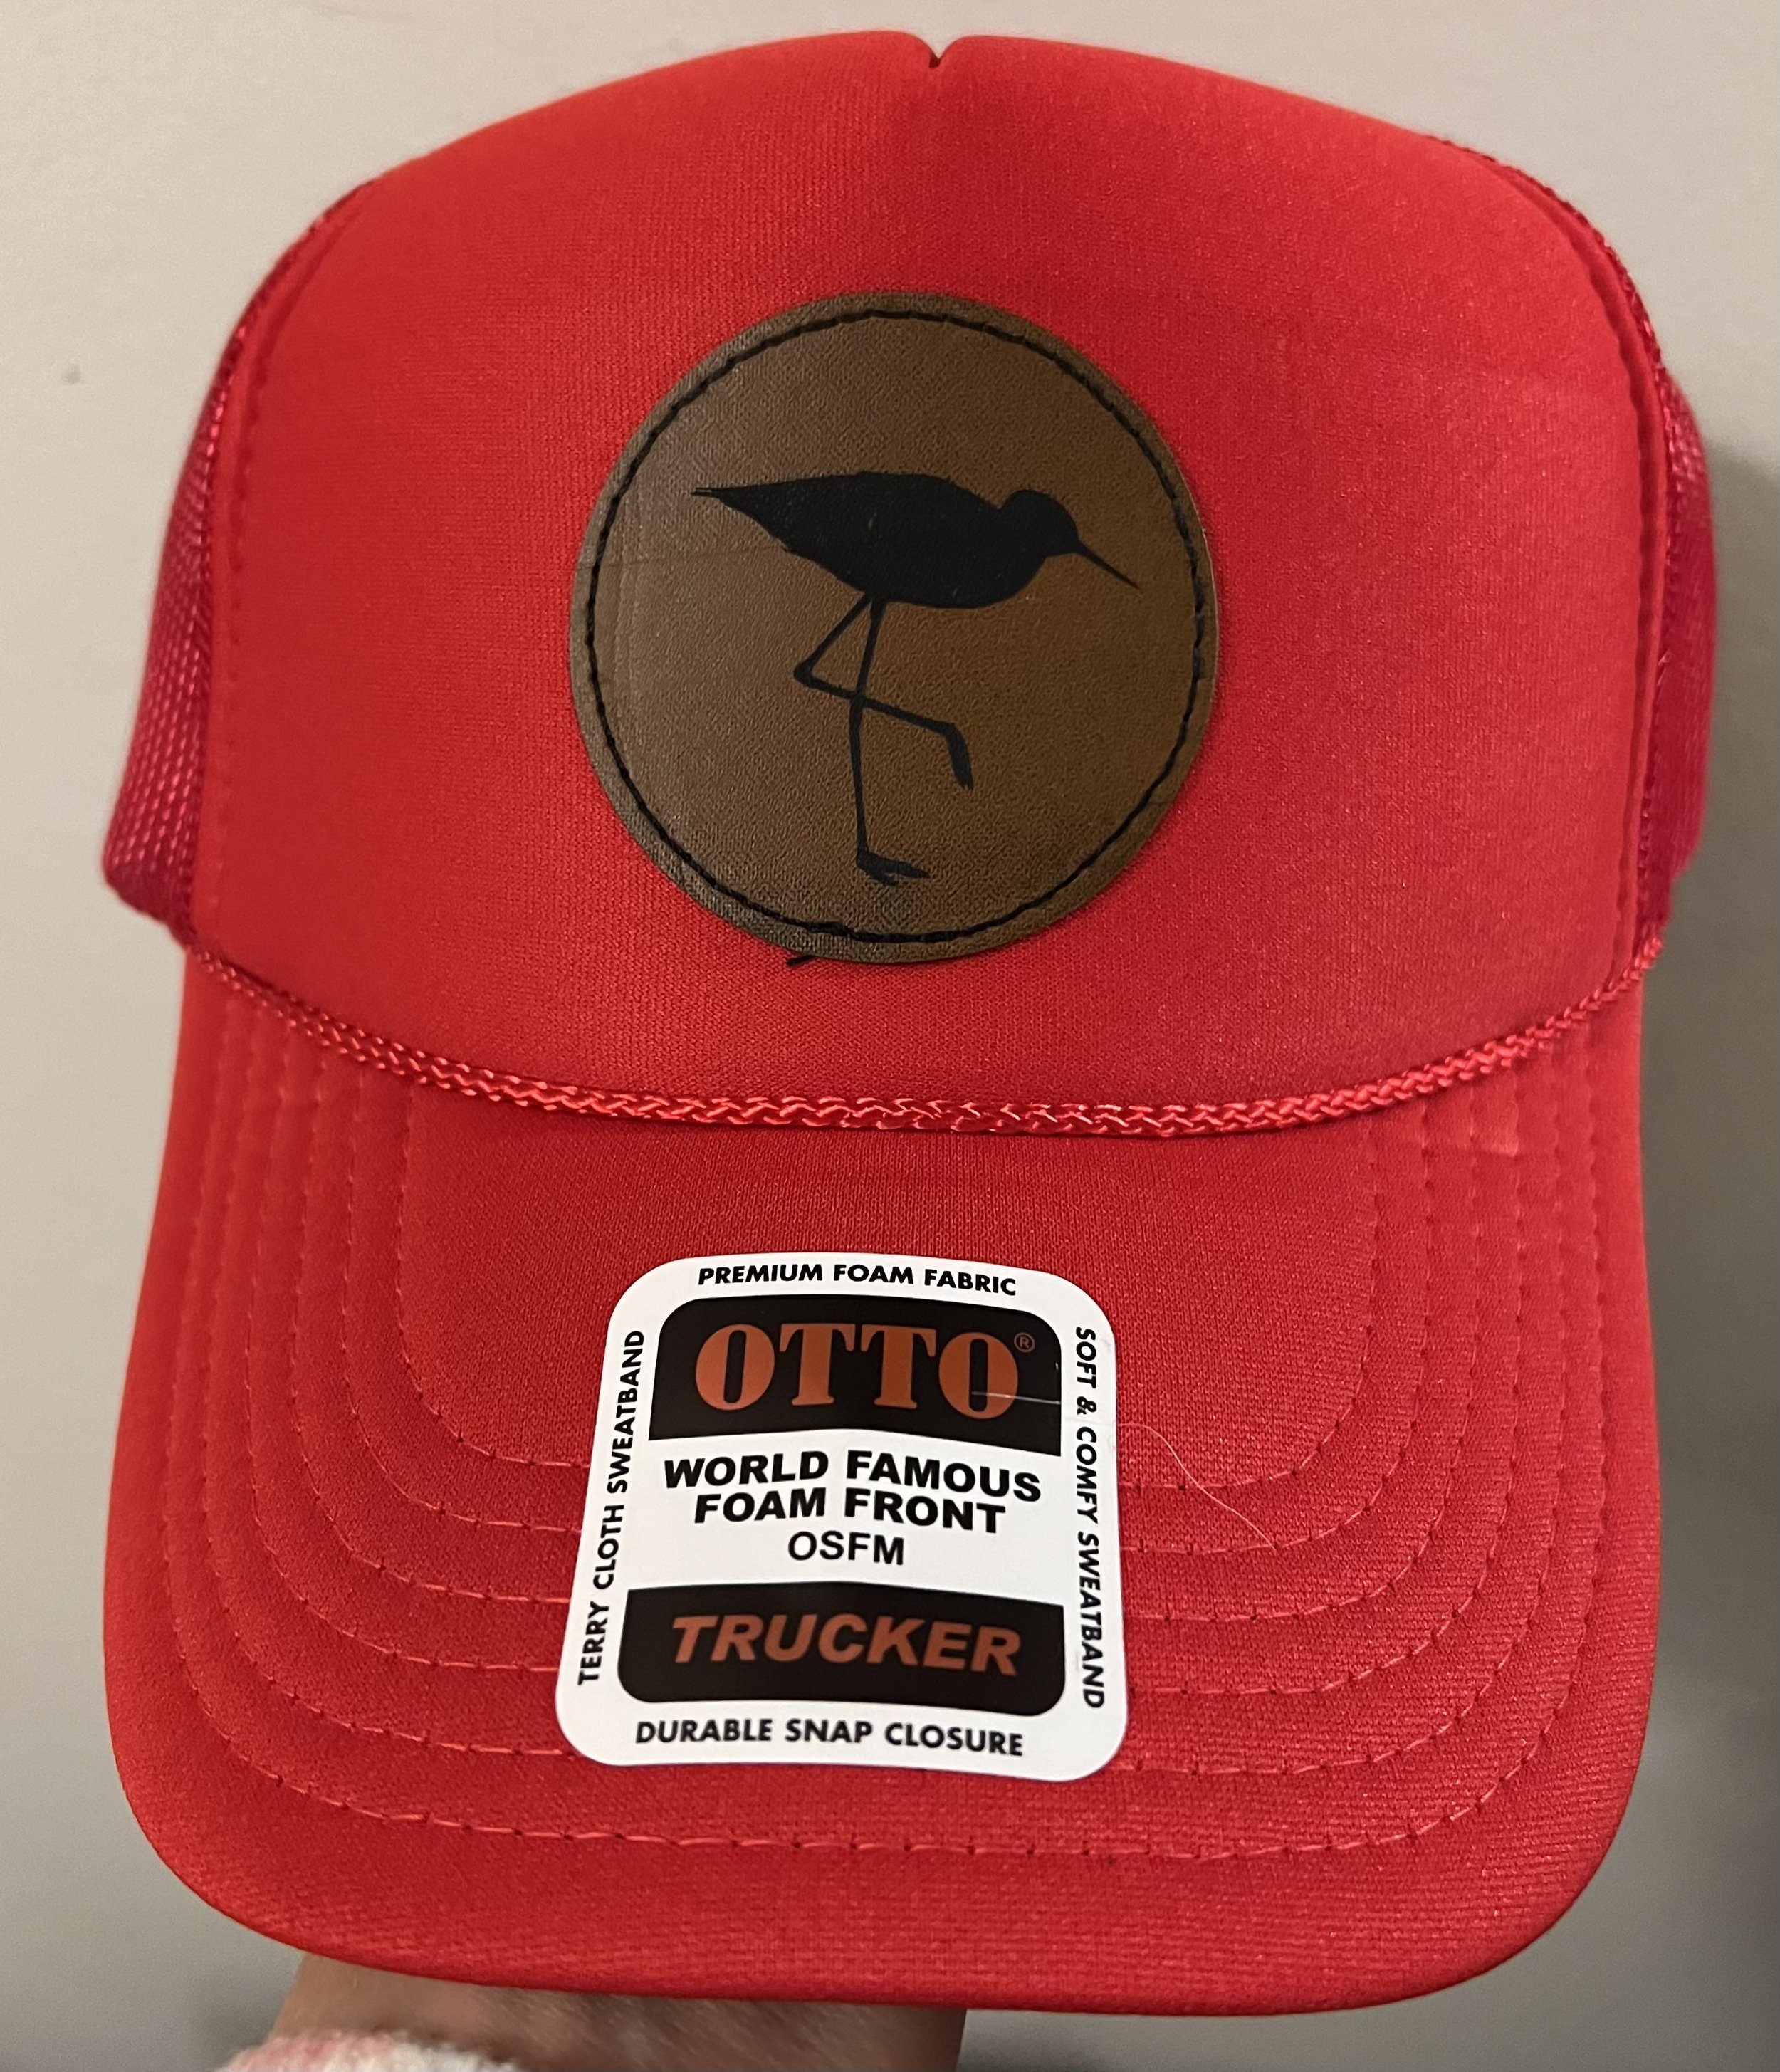 PREMIUM FOAM FABRIC
OTTO®
WORLD FAMOUS
FOAM FRONT
OSFM
TRUCKER
DURABLE SNAP CLOSURE
TERRY CLOTH SWEATBAND
SOFT & COMFY SWEATBAND